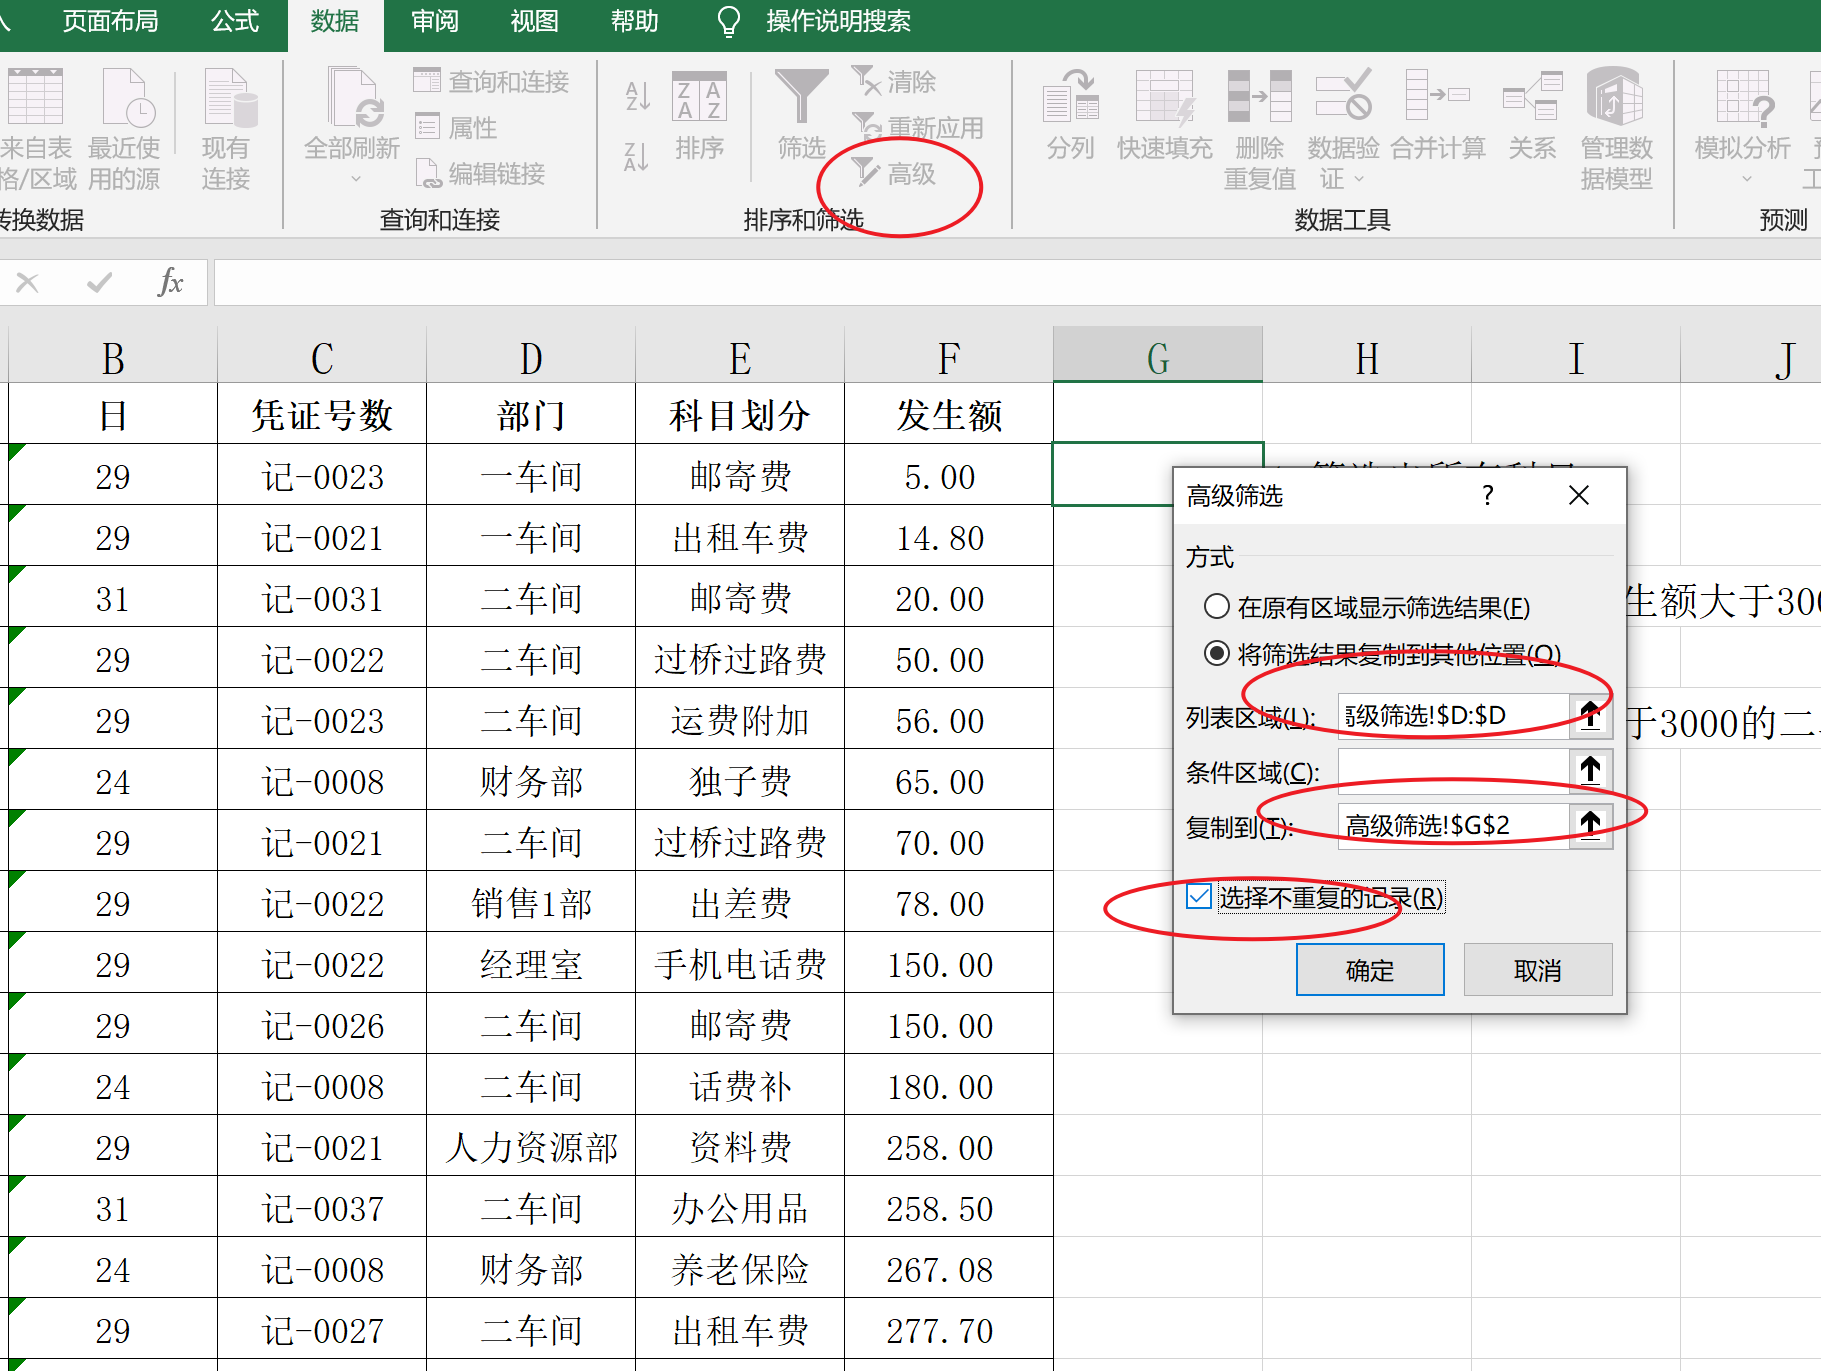 页面布局 公式 数据 审阅 视图 帮助 操作说明搜索
来自表 格/区域
最近使 用的源
现有 连接
转换数据
全部刷新
查询和连接
属性
编辑链接
查询和连接
排序
筛选
清除
重新应用
高级
排序和筛选
分列
快速填充
删除 重复值
数据验 证
合并计算
关系
管理数 据模型
数据工具
模拟分析
预测
fx
B C D E F G H I J
日 凭证号数 部门 科目划分 发生额
29 记-0023 一车间 邮寄费 5.00
29 记-0021 一车间 出租车费 14.80
31 记-0031 二车间 邮寄费 20.00
29 记-0022 二车间 过桥过路费 50.00
29 记-0023 二车间 运费附加 56.00
24 记-0008 财务部 独子费 65.00
29 记-0021 二车间 过桥过路费 70.00
29 记-0022 销售1部 出差费 78.00
29 记-0022 经理室 手机电话费 150.00
29 记-0026 二车间 邮寄费 150.00
24 记-0008 二车间 话费补 180.00
29 记-0021 人力资源部 资料费 258.00
31 记-0037 二车间 办公用品 258.50
24 记-0008 财务部 养老保险 267.08
29 记-0027 二车间 出租车费 277.70
生额大于300
于3000的二
高级筛选 ?
方式
在原有区域显示筛选结果(F)
将筛选结果复制到其他位置(O)
列表区域(L): 高级筛选!$D:$D
条件区域(C):
复制到(T): 高级筛选!$G$2
选择不重复的记录(R)
确定 取消